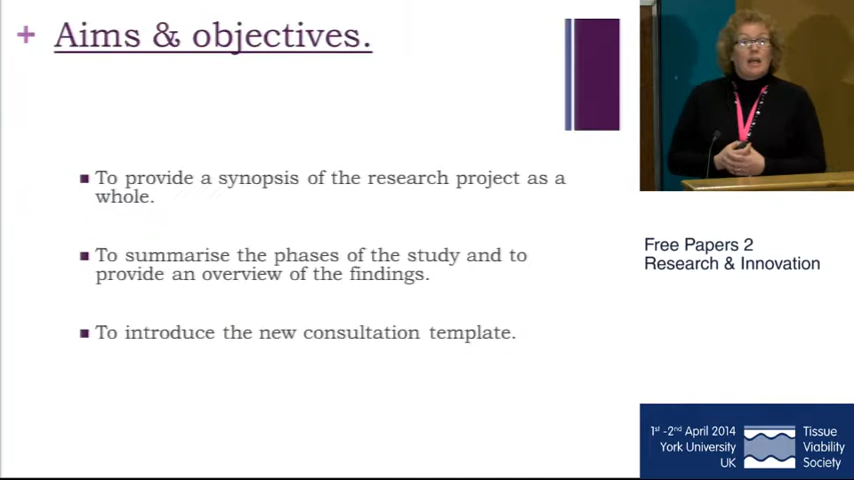 + Aims & objectives.
■ To provide a synopsis of the research project as a
whole.
■ To summarise the phases of the study and to
provide an overview of the findings.
■ To introduce the new consultation template.
Free Papers 2
Research & Innovation
1st -2nd April 2014
York University
UK
Tissue
Viability
Society